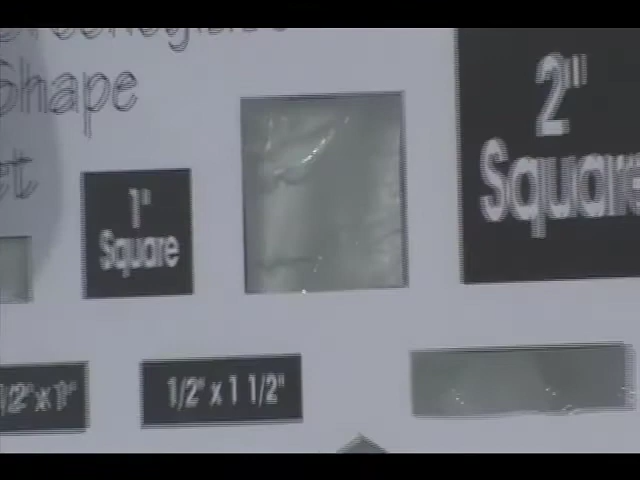 Shape
2"
Square
1"
Square
1/2" x 1"
1/2" x 1 1/2"